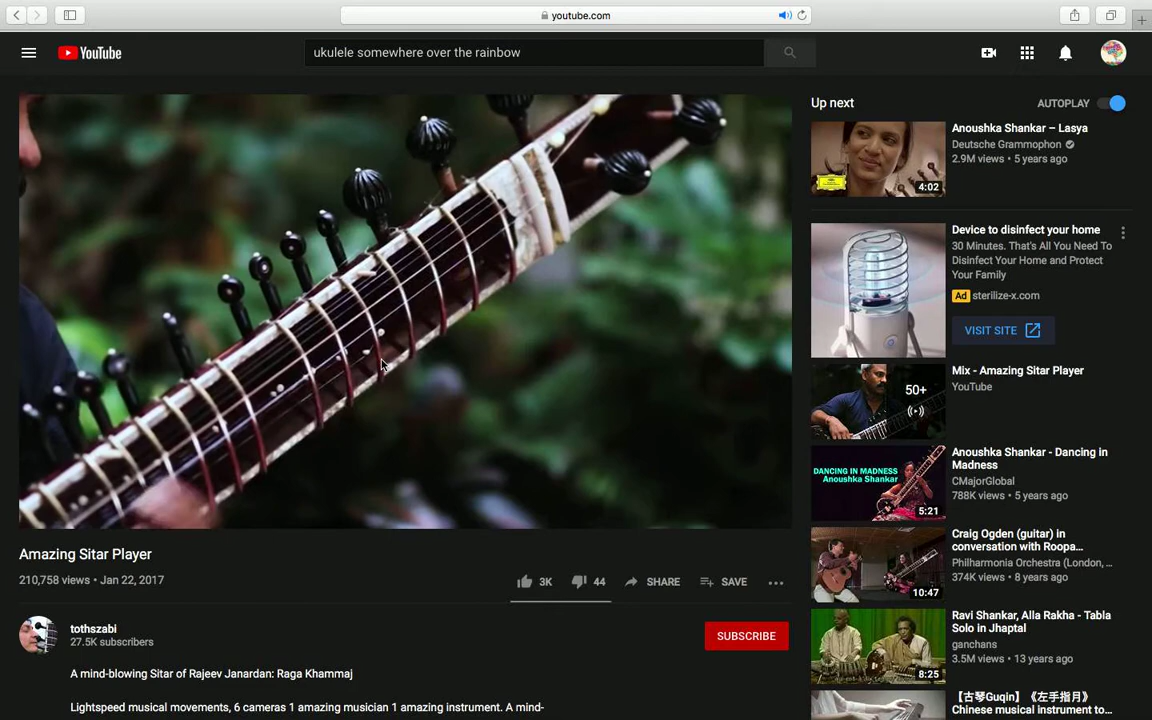 youtube.com
YouTube
ukulele somewhere over the rainbow
Up next
AUTOPLAY
Anoushka Shankar – Lasya
Deutsche Grammophon
2.9M views • 5 years ago
4:02
Device to disinfect your home
30 Minutes. That's All You Need To
Disinfect Your Home and Protect
Your Family
Ad sterilize-x.com
VISIT SITE
Mix - Amazing Sitar Player
YouTube
50+
Anoushka Shankar - Dancing in
Madness
CMajorGlobal
788K views • 5 years ago
DANCING IN MADNESS
Anoushka Shankar
5:21
Craig Ogden (guitar) in
conversation with Roopa...
Philharmonia Orchestra (London, ...
374K views • 8 years ago
10:47
Ravi Shankar, Alla Rakha - Tabla
Solo in Jhaptal
ganchans
3.5M views • 13 years ago
8:25
【古琴Guqin】《左手指月》
Chinese musical instrument to...
Amazing Sitar Player
210,758 views • Jan 22, 2017
3K
44
SHARE
SAVE
tothszabi
27.5K subscribers
SUBSCRIBE
A mind-blowing Sitar of Rajeev Janardan: Raga Khammaj
Lightspeed musical movements, 6 cameras 1 amazing musician 1 amazing instrument. A mind-